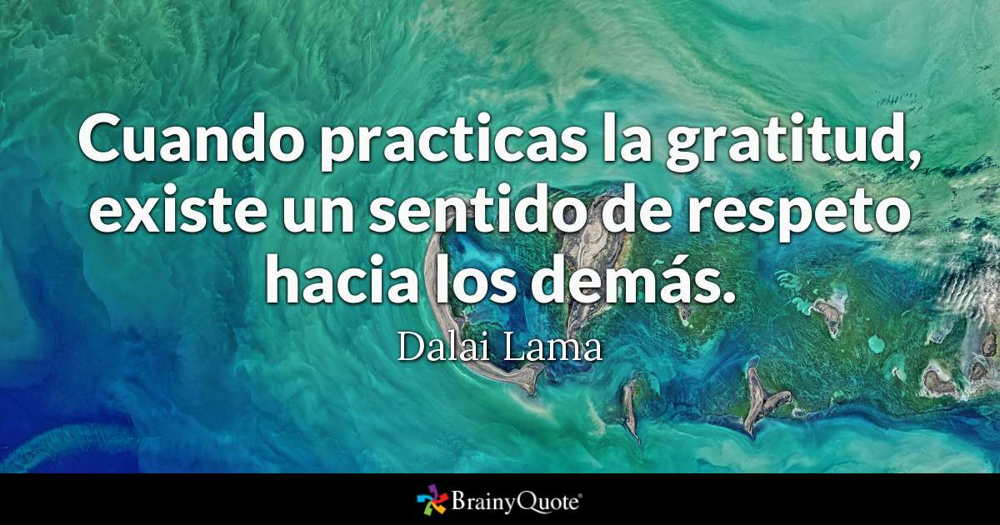 Cuando practicas la gratitud,
existe un sentido de respeto
hacia los demás.
Dalai Lama
BrainyQuote®